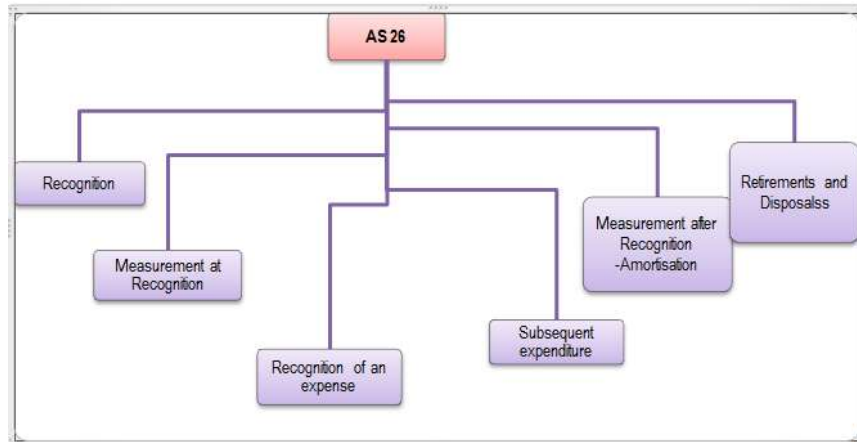 AS 26
Recognition
Measurement at
Recognition
Recognition of an
expense
Subsequent
expenditure
Measurement after
Recognition
-Amortisation
Retirements and
Disposalss